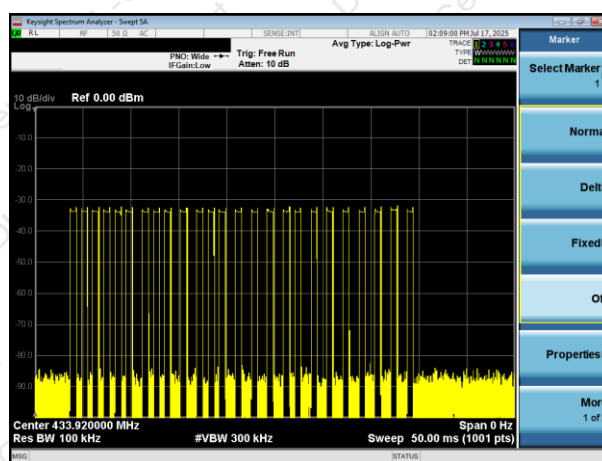 Keysight Spectrum Analyzer - Swept SA
RL RF 50 Ω AC SENSE:INT ALIGN AUTO 02:09:00 PM Jul 17, 2025
Avg Type: Log-Pwr TRACE 1 2 3 4 5 6
PNO: Wide Trig: Free Run TYPE
IFGain:Low Atten: 10 dB DET N N N N N N
10 dB/div Ref 0.00 dBm
Log
-10.0
-20.0
-30.0
-40.0
-50.0
-60.0
-70.0
-80.0
-90.0
Center 433.920000 MHz Span 0 Hz
Res BW 100 kHz #VBW 300 kHz Sweep 50.00 ms (1001 pts)
MSG STATUS
Marker
Select Marker
1
Norma
Delt
Fixed
Of
Properties
Mor
1 of